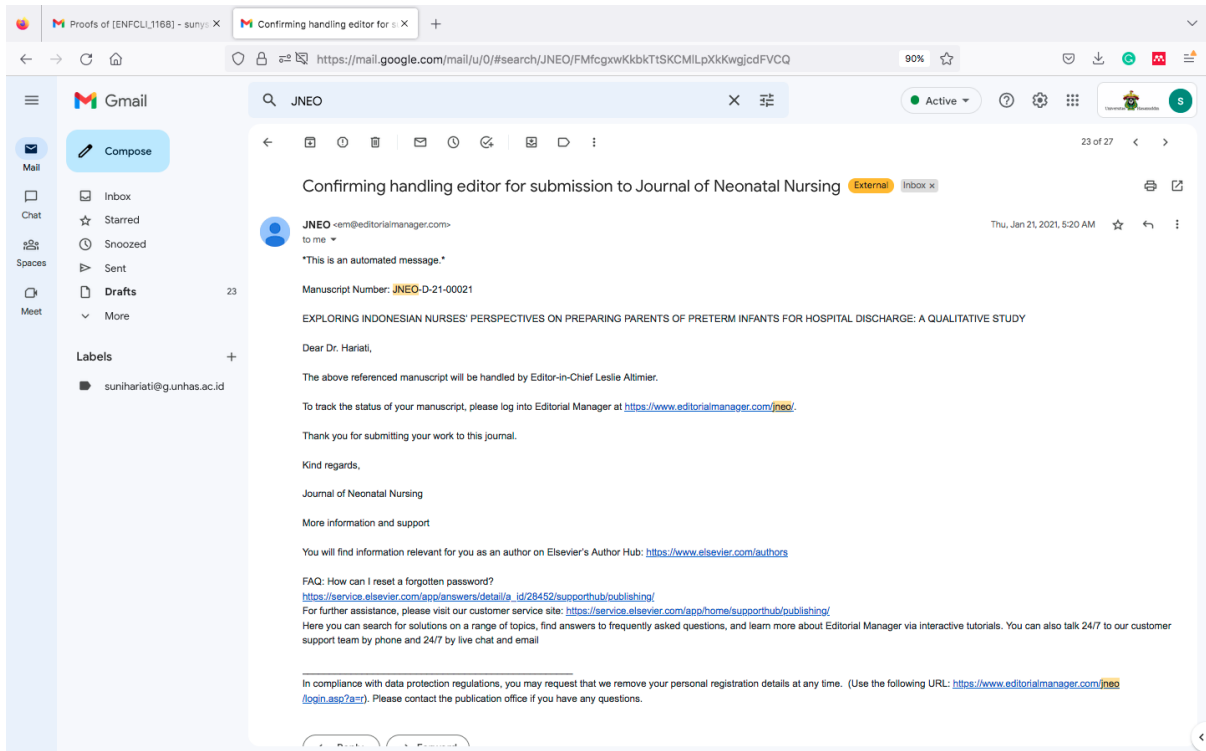 Proofs of [ENFCLI_1168] - sunys
Confirming handling editor for s
https://mail.google.com/mail/u/0/#search/JNEO/FMfcgxwKkbkTtSKCMlLpXkKwgjcdFVCQ
90%
Gmail
JNEO
Active
S
Mail
Compose
23 of 27
Chat
Inbox
Starred
Spaces
Snoozed
Sent
Meet
Drafts 23
More
Labels
sunihariati@g.unhas.ac.id
Confirming handling editor for submission to Journal of Neonatal Nursing External Inbox x
JNEO <em@editorialmanager.com> Thu, Jan 21, 2021, 5:20 AM
to me
*This is an automated message.*
Manuscript Number: JNEO-D-21-00021
EXPLORING INDONESIAN NURSES' PERSPECTIVES ON PREPARING PARENTS OF PRETERM INFANTS FOR HOSPITAL DISCHARGE: A QUALITATIVE STUDY
Dear Dr. Hariati,
The above referenced manuscript will be handled by Editor-in-Chief Leslie Altimier.
To track the status of your manuscript, please log into Editorial Manager at https://www.editorialmanager.com/jneo/.
Thank you for submitting your work to this journal.
Kind regards,
Journal of Neonatal Nursing
More information and support
You will find information relevant for you as an author on Elsevier's Author Hub: https://www.elsevier.com/authors
FAQ: How can I reset a forgotten password?
https://service.elsevier.com/app/answers/detail/a_id/28452/supporthub/publishing/
For further assistance, please visit our customer service site: https://service.elsevier.com/app/home/supporthub/publishing/
Here you can search for solutions on a range of topics, find answers to frequently asked questions, and learn more about Editorial Manager via interactive tutorials. You can also talk 24/7 to our customer
support team by phone and 24/7 by live chat and email
In compliance with data protection regulations, you may request that we remove your personal registration details at any time. (Use the following URL: https://www.editorialmanager.com/jneo
/login.asp?a=r). Please contact the publication office if you have any questions.